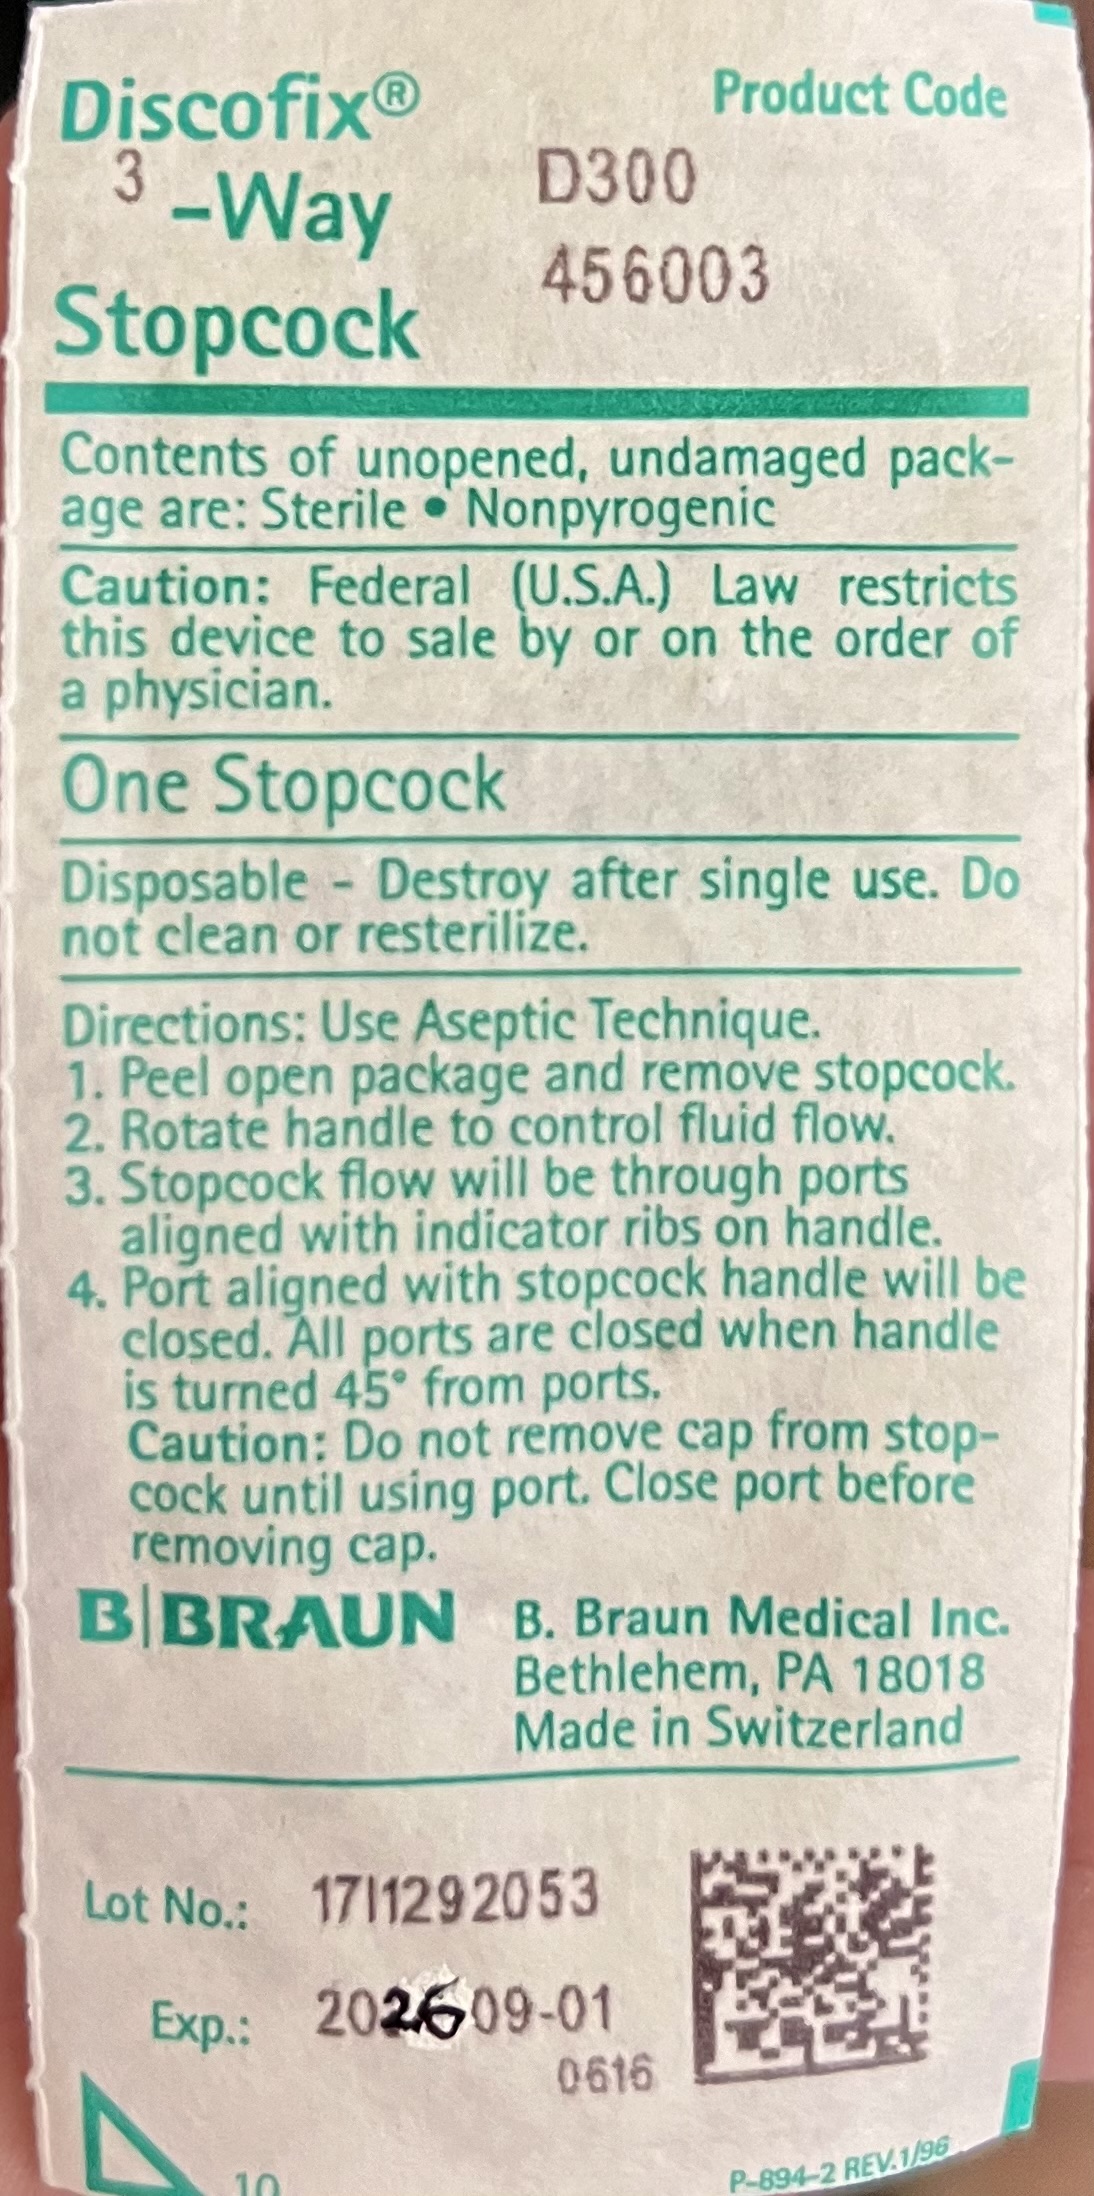 Discofix®
Product Code
3 -Way
D300
Stopcock
456003
Contents of unopened, undamaged pack-
age are: Sterile • Nonpyrogenic
Caution: Federal (U.S.A.) Law restricts
this device to sale by or on the order of
a physician.
One Stopcock
Disposable - Destroy after single use. Do
not clean or resterilize.
Directions: Use Aseptic Technique.
1. Peel open package and remove stopcock.
2. Rotate handle to control fluid flow.
3. Stopcock flow will be through ports
aligned with indicator ribs on handle.
4. Port aligned with stopcock handle will be
closed. All ports are closed when handle
is turned 45° from ports.
Caution: Do not remove cap from stop-
cock until using port. Close port before
removing cap.
B|BRAUN
B. Braun Medical Inc.
Bethlehem, PA 18018
Made in Switzerland
Lot No.: 17I1292053
Exp.: 202609-01
0616
10
P-894-2 REV.1/96